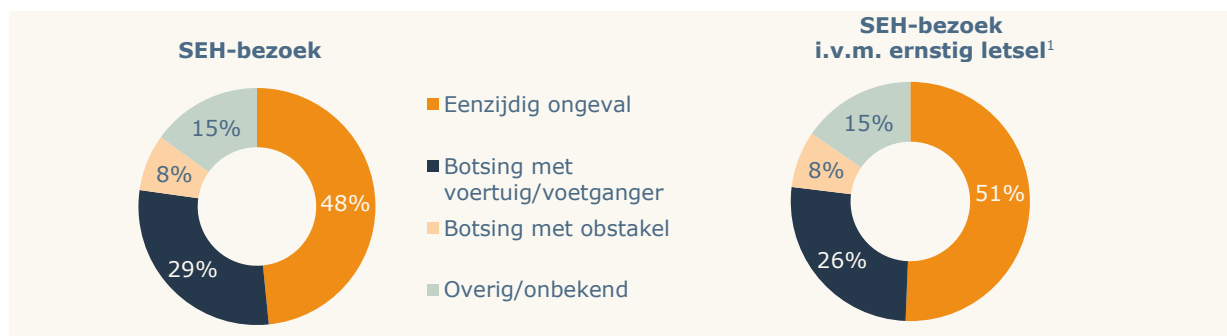 SEH-bezoek
15%
8%
48%
29%
Eenzijdig ongeval
Botsing met
voertuig/voetganger
Botsing met obstakel
Overig/onbekend
SEH-bezoek
i.v.m. ernstig letsel¹
15%
8%
51%
26%